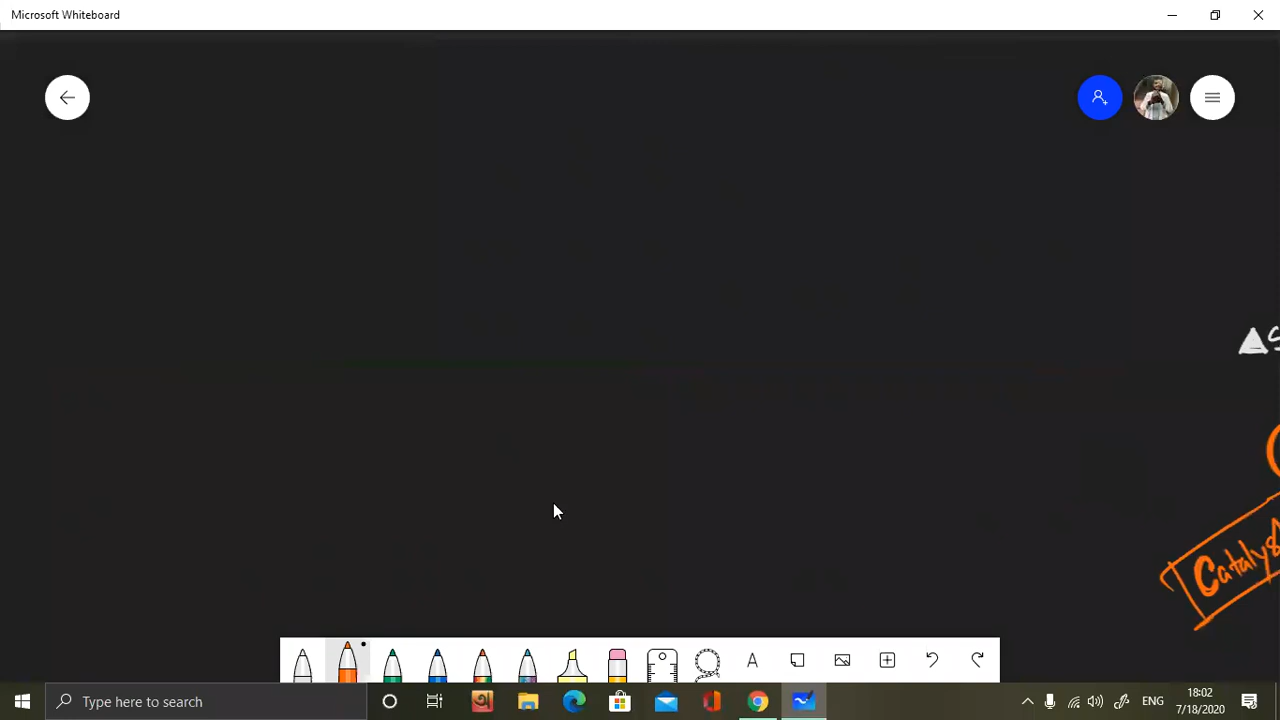 Microsoft Whiteboard
Type here to search
ENG
18:02
7/18/2020